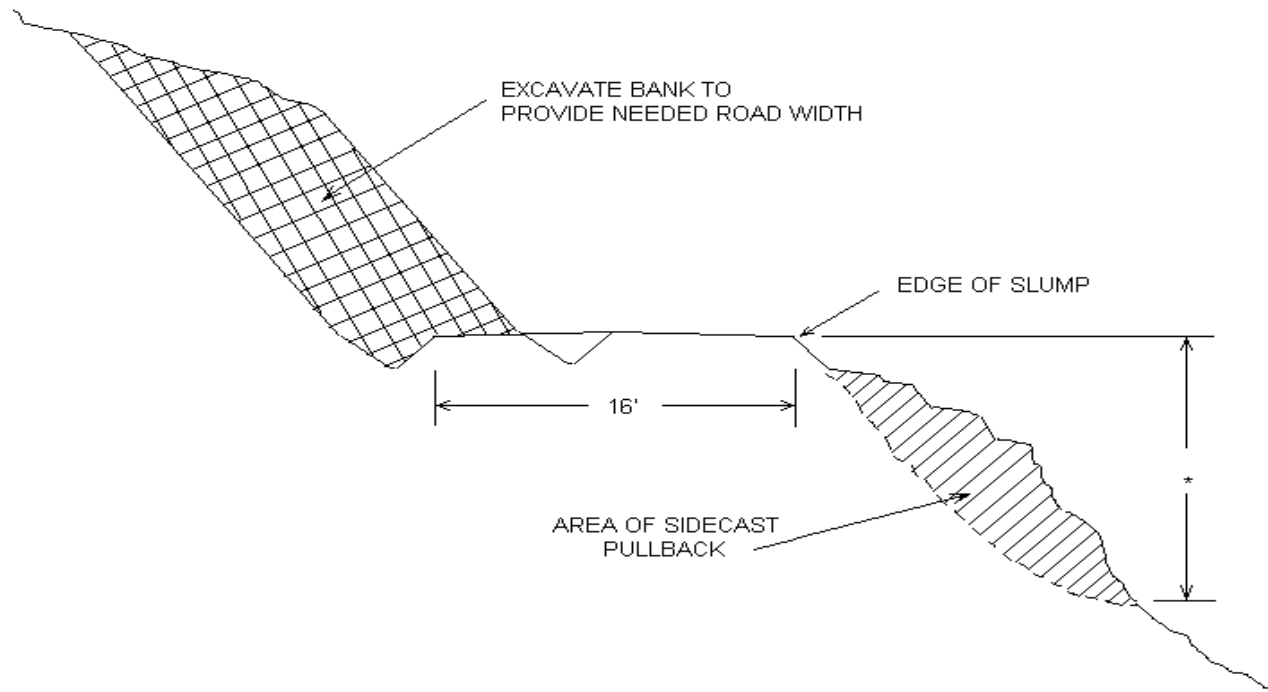 EXCAVATE BANK TO
PROVIDE NEEDED ROAD WIDTH
EDGE OF SLUMP
16'
*
AREA OF SIDECAST
PULLBACK